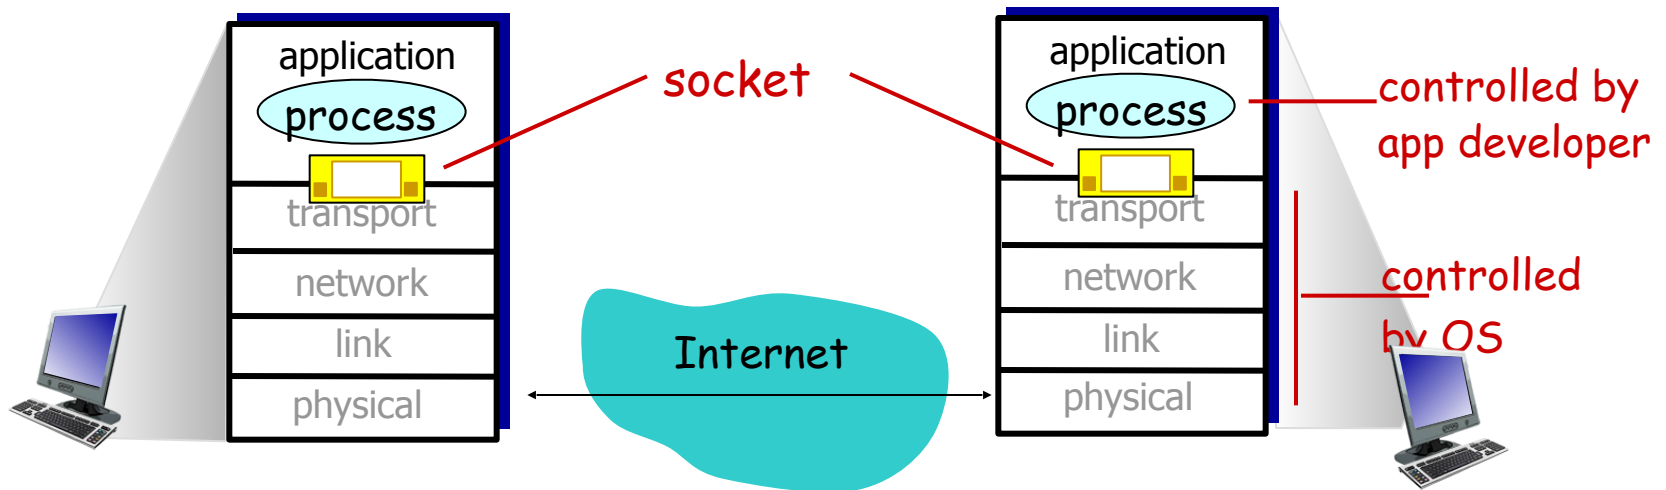 application
process
transport
network
link
physical
socket
Internet
application
process
transport
network
link
physical
controlled by
app developer
controlled
by OS